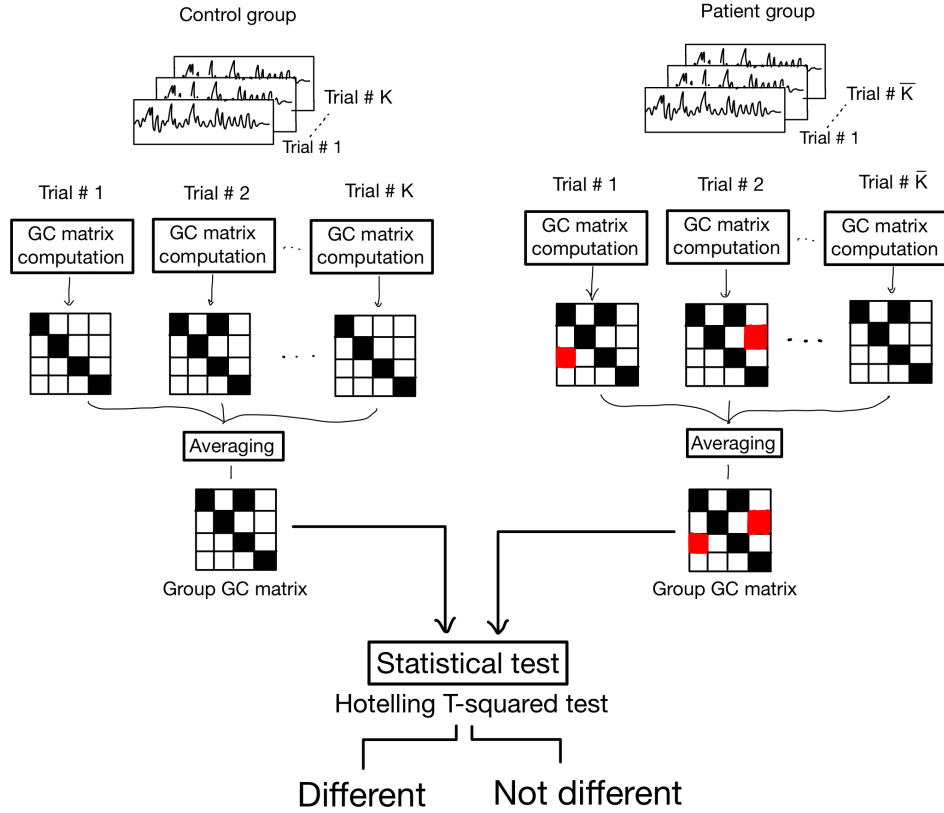 Control group
Patient group
Trial # K
Trial # 1
Trial # K̅
Trial # 1
Trial # 1
Trial # 2
Trial # K
Trial # 1
Trial # 2
Trial # K̅
GC matrix
computation
GC matrix
computation
GC matrix
computation
GC matrix
computation
GC matrix
computation
GC matrix
computation
Averaging
Averaging
Group GC matrix
Group GC matrix
Statistical test
Hotelling T-squared test
Different
Not different